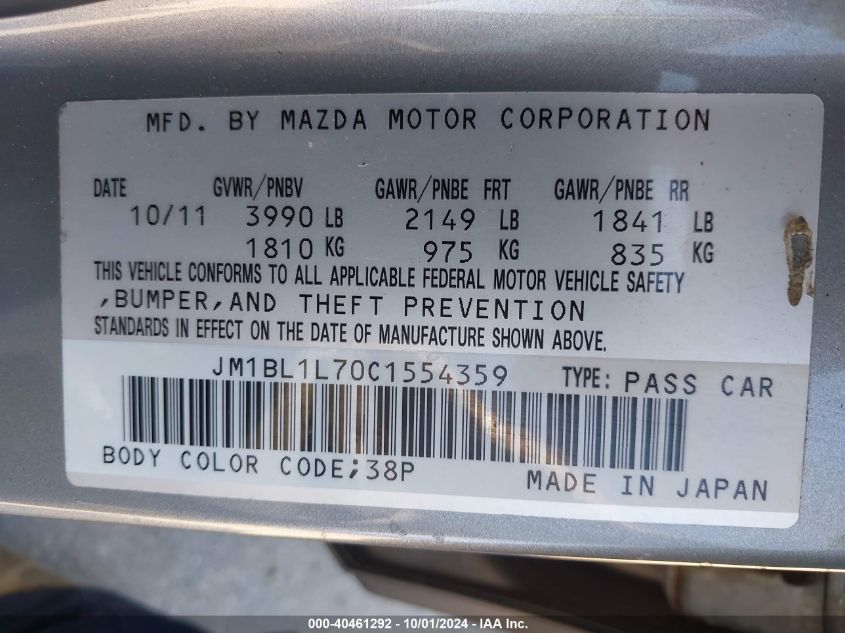 MFD. BY MAZDA MOTOR CORPORATION
DATE GVWR/PNBV GAWR/PNBE FRT GAWR/PNBE RR
10/11 3990 LB 2149 LB 1841 LB
1810 KG 975 KG 835 KG
THIS VEHICLE CONFORMS TO ALL APPLICABLE FEDERAL MOTOR VEHICLE SAFETY
,BUMPER,AND THEFT PREVENTION
STANDARDS IN EFFECT ON THE DATE OF MANUFACTURE SHOWN ABOVE.
JM1BL1L70C1554359 TYPE: PASS CAR
BODY COLOR CODE;38P
MADE IN JAPAN
000-40461292 - 10/01/2024 - IAAI Inc.